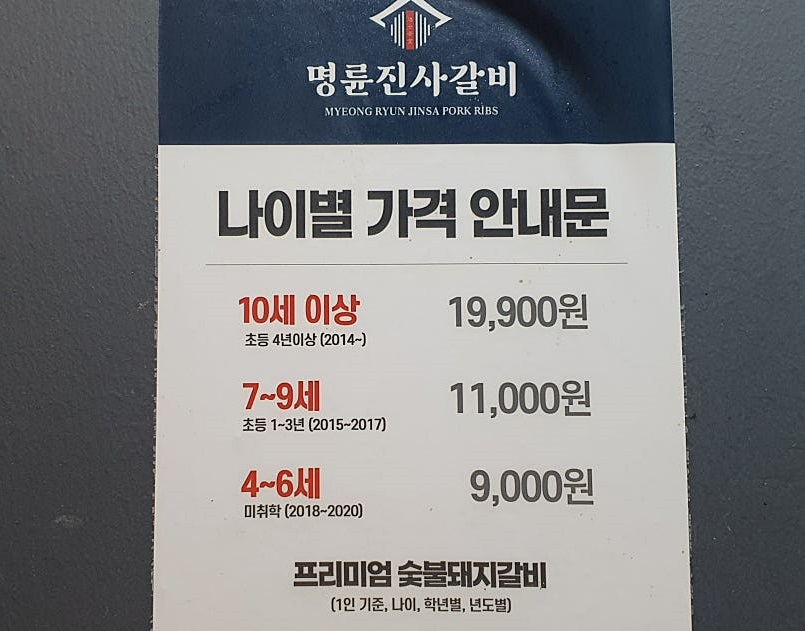 명륜진사갈비
MYEONG RYUN JINSA PORK RIBS
나이별 가격 안내문
10세 이상 19,900원
초등 4년이상 (2014~)
7~9세 11,000원
초등 1~3년 (2015~2017)
4~6세 9,000원
미취학 (2018~2020)
프리미엄 숯불돼지갈비
(1인 기준, 나이, 학년별, 년도별)